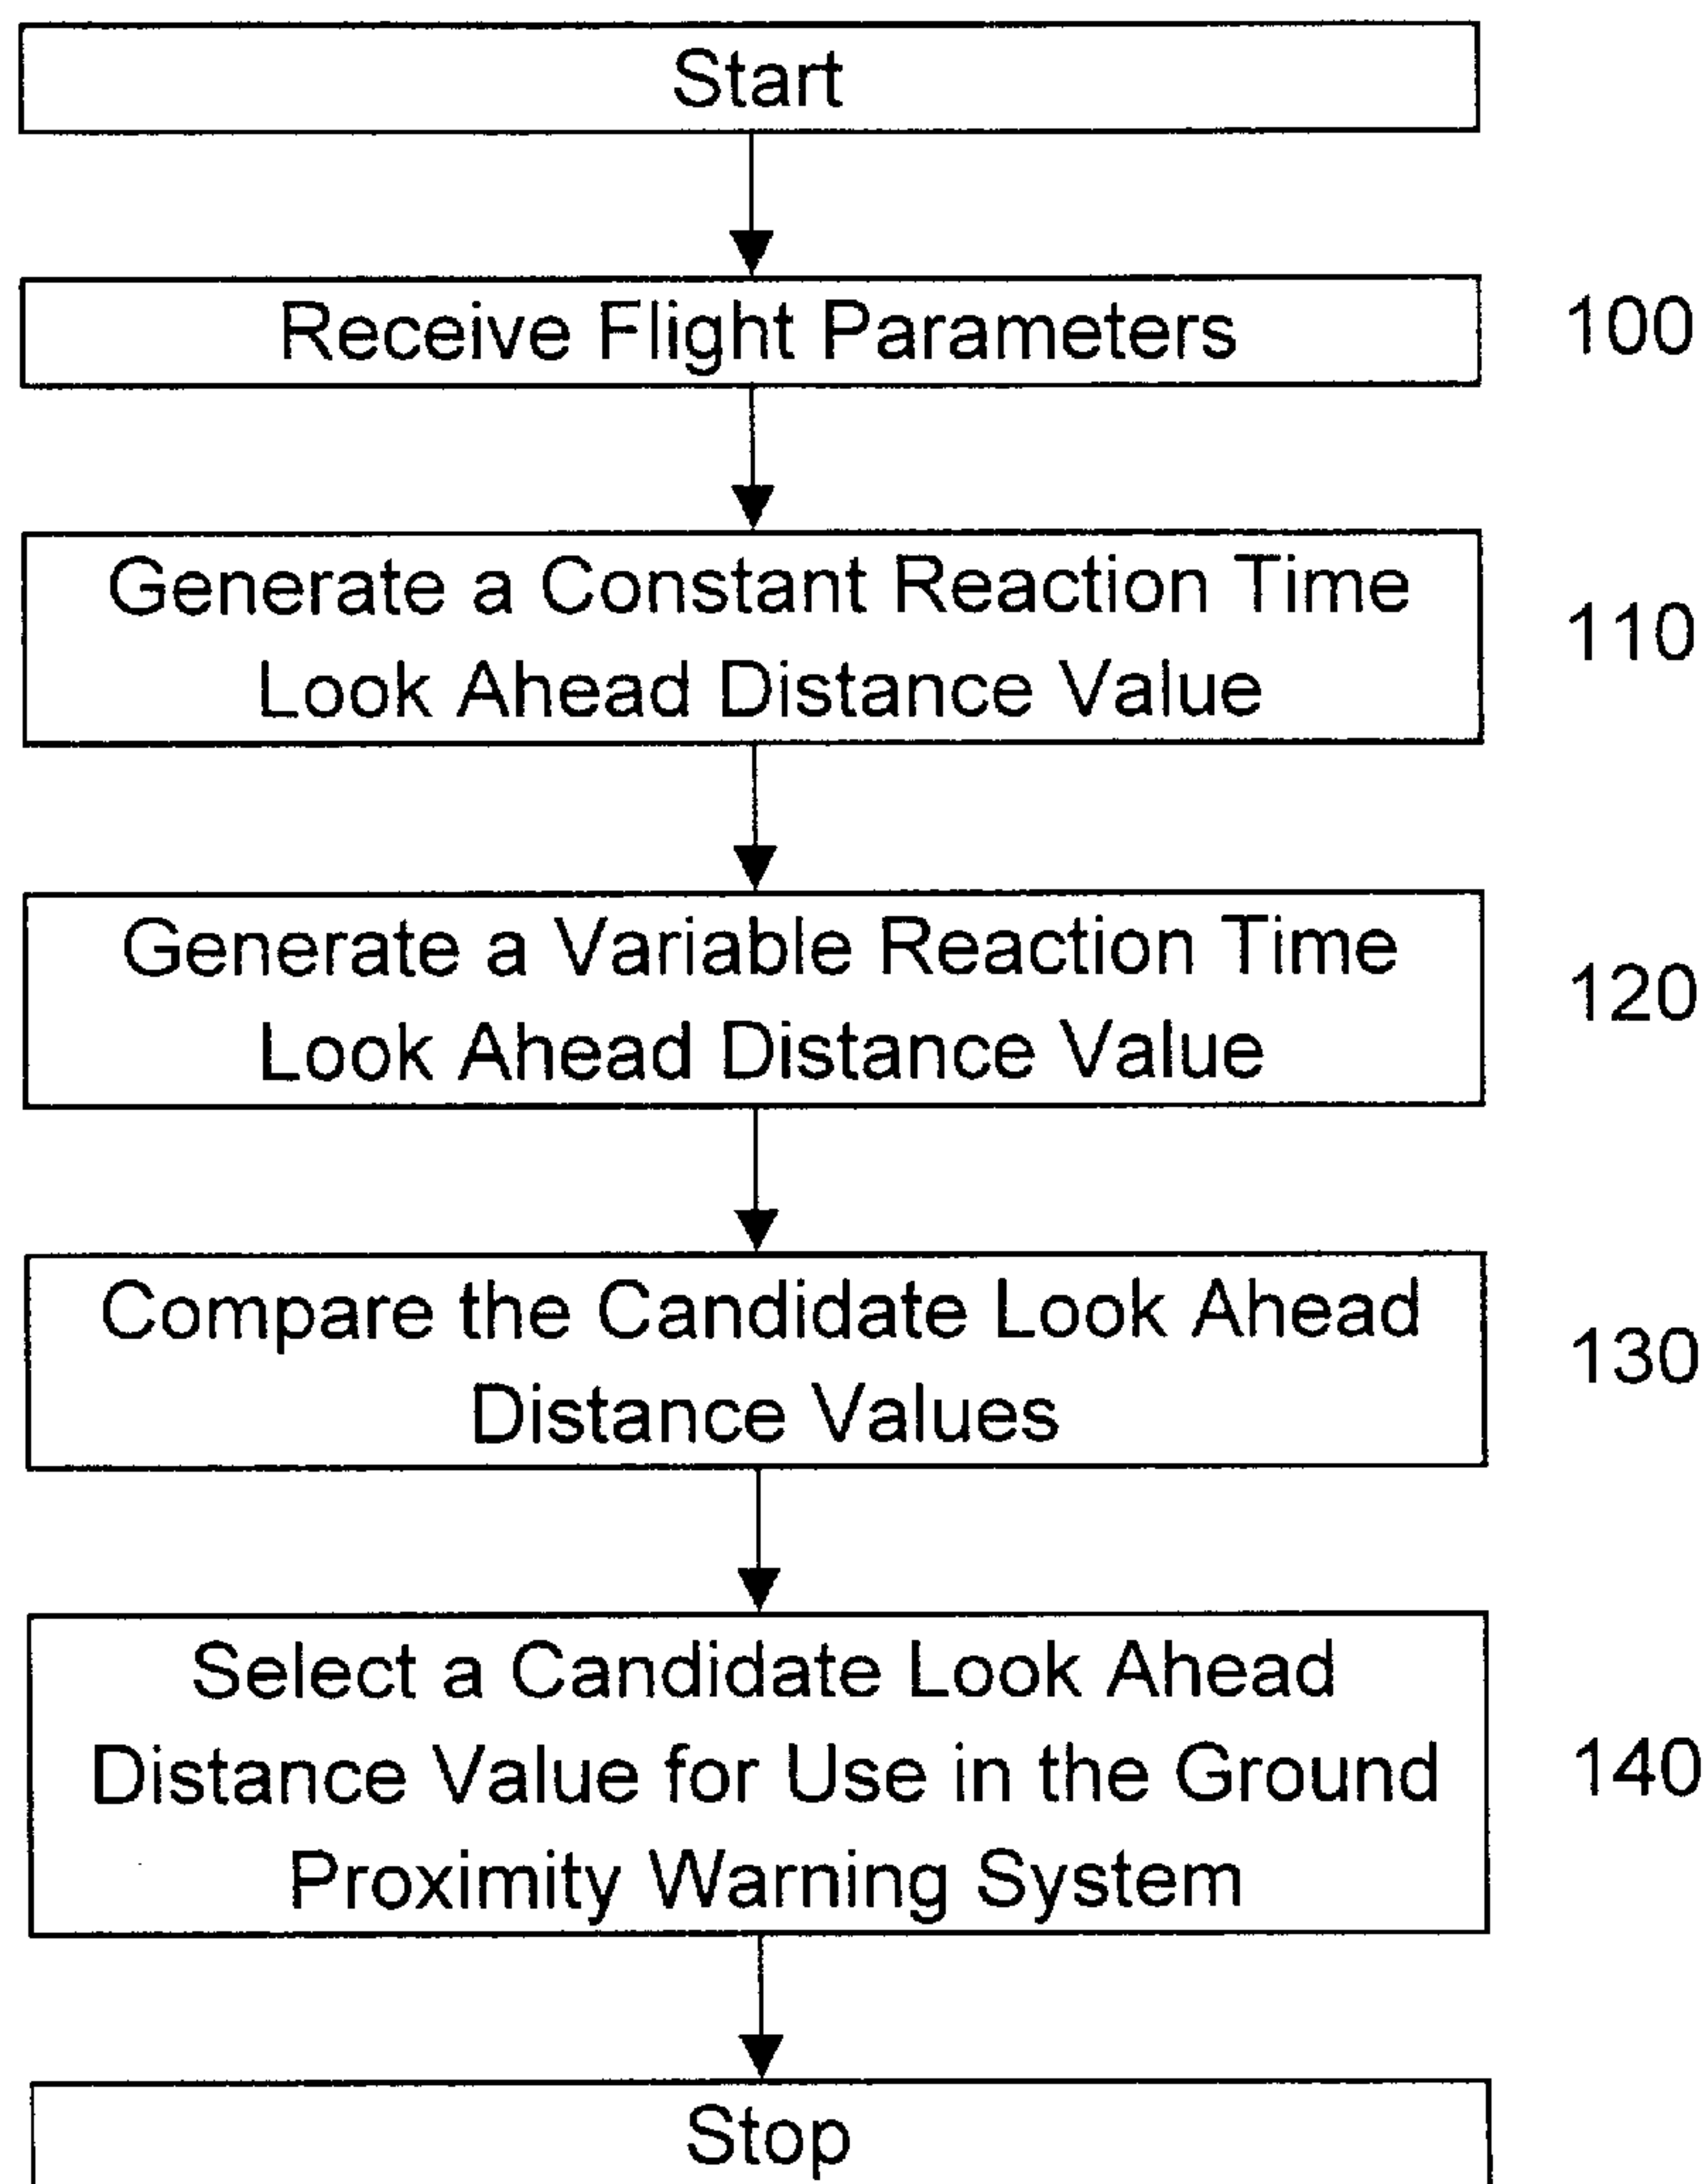 Start
Receive Flight Parameters
100
Generate a Constant Reaction Time
Look Ahead Distance Value
110
Generate a Variable Reaction Time
Look Ahead Distance Value
120
Compare the Candidate Look Ahead
Distance Values
130
Select a Candidate Look Ahead
Distance Value for Use in the Ground
Proximity Warning System
140
Stop